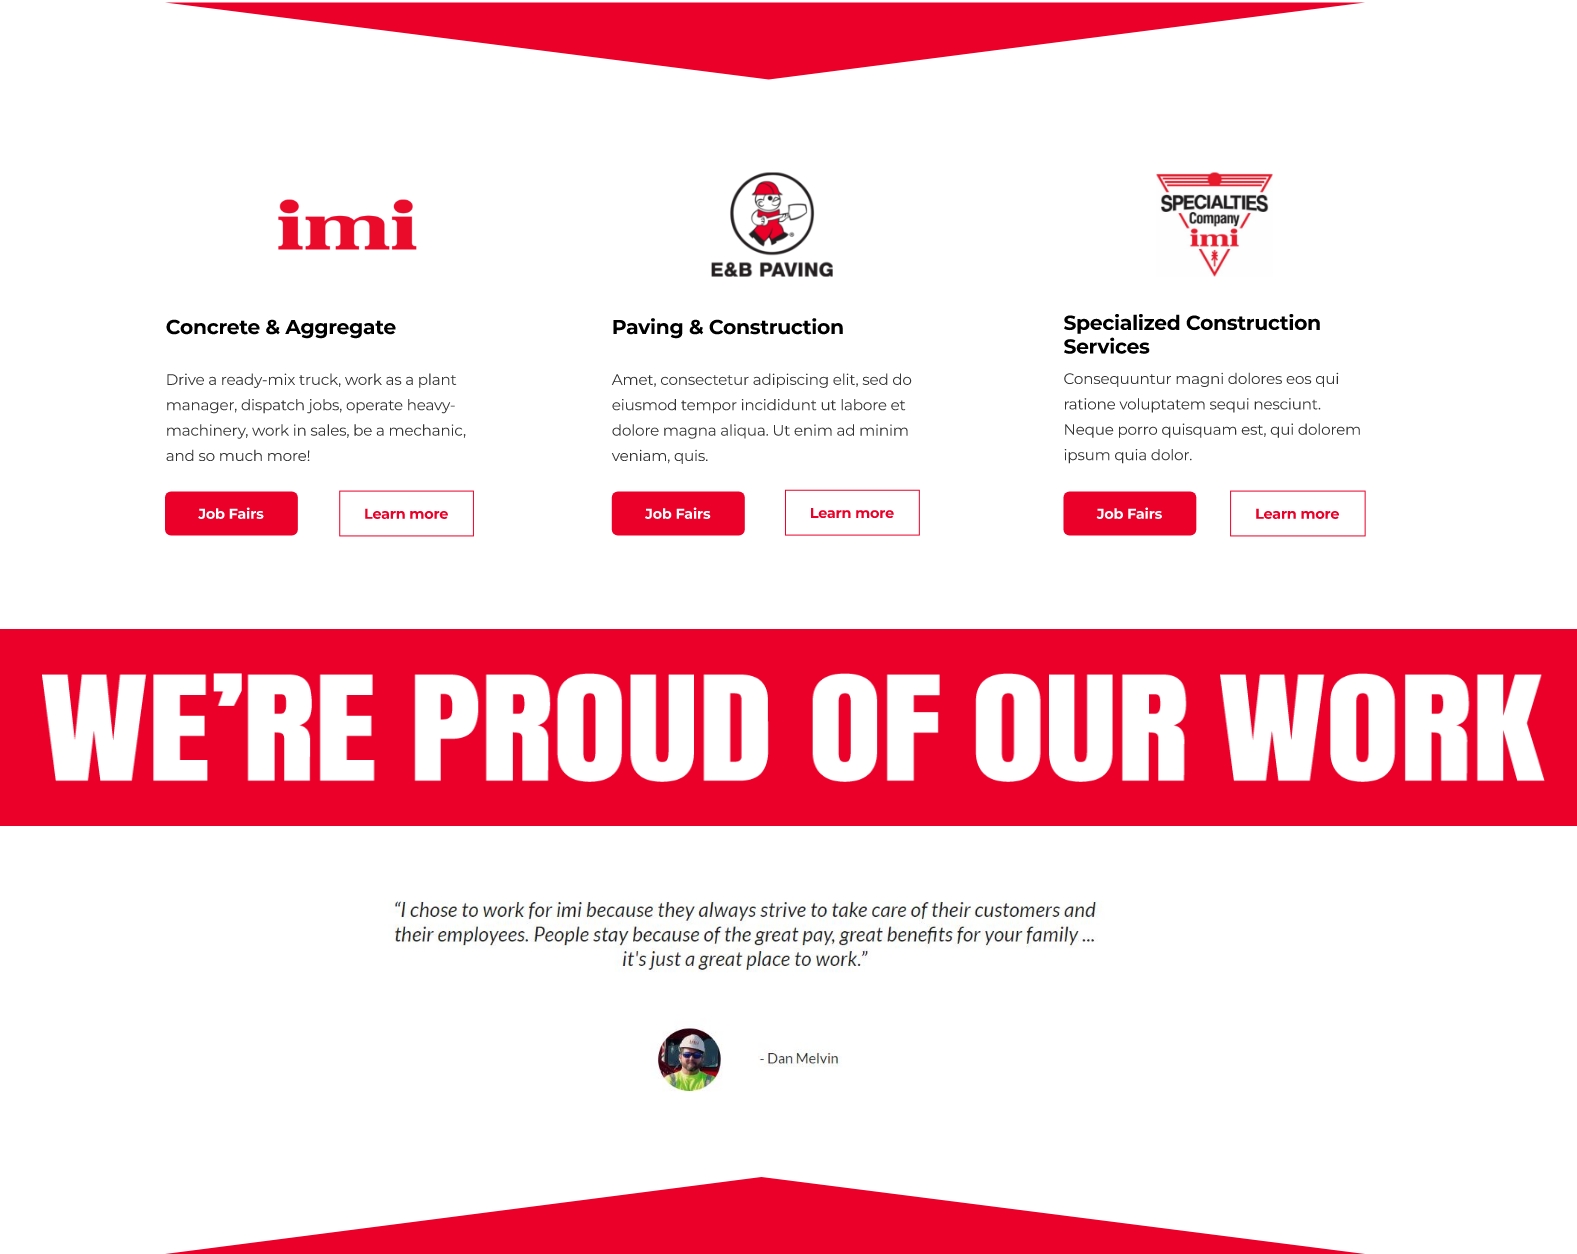 imi
E&B PAVING
SPECIALTIES
Company
imi
Concrete & Aggregate
Drive a ready-mix truck, work as a plant
manager, dispatch jobs, operate heavy-
machinery, work in sales, be a mechanic,
and so much more!
Job Fairs
Learn more
Paving & Construction
Amet, consectetur adipiscing elit, sed do
eiusmod tempor incididunt ut labore et
dolore magna aliqua. Ut enim ad minim
veniam, quis.
Job Fairs
Learn more
Specialized Construction
Services
Consequuntur magni dolores eos qui
ratione voluptatem sequi nesciunt.
Neque porro quisquam est, qui dolorem
ipsum quia dolor.
Job Fairs
Learn more
WE’RE PROUD OF OUR WORK
“I chose to work for imi because they always strive to take care of their customers and
their employees. People stay because of the great pay, great benefits for your family ...
it's just a great place to work.”
- Dan Melvin